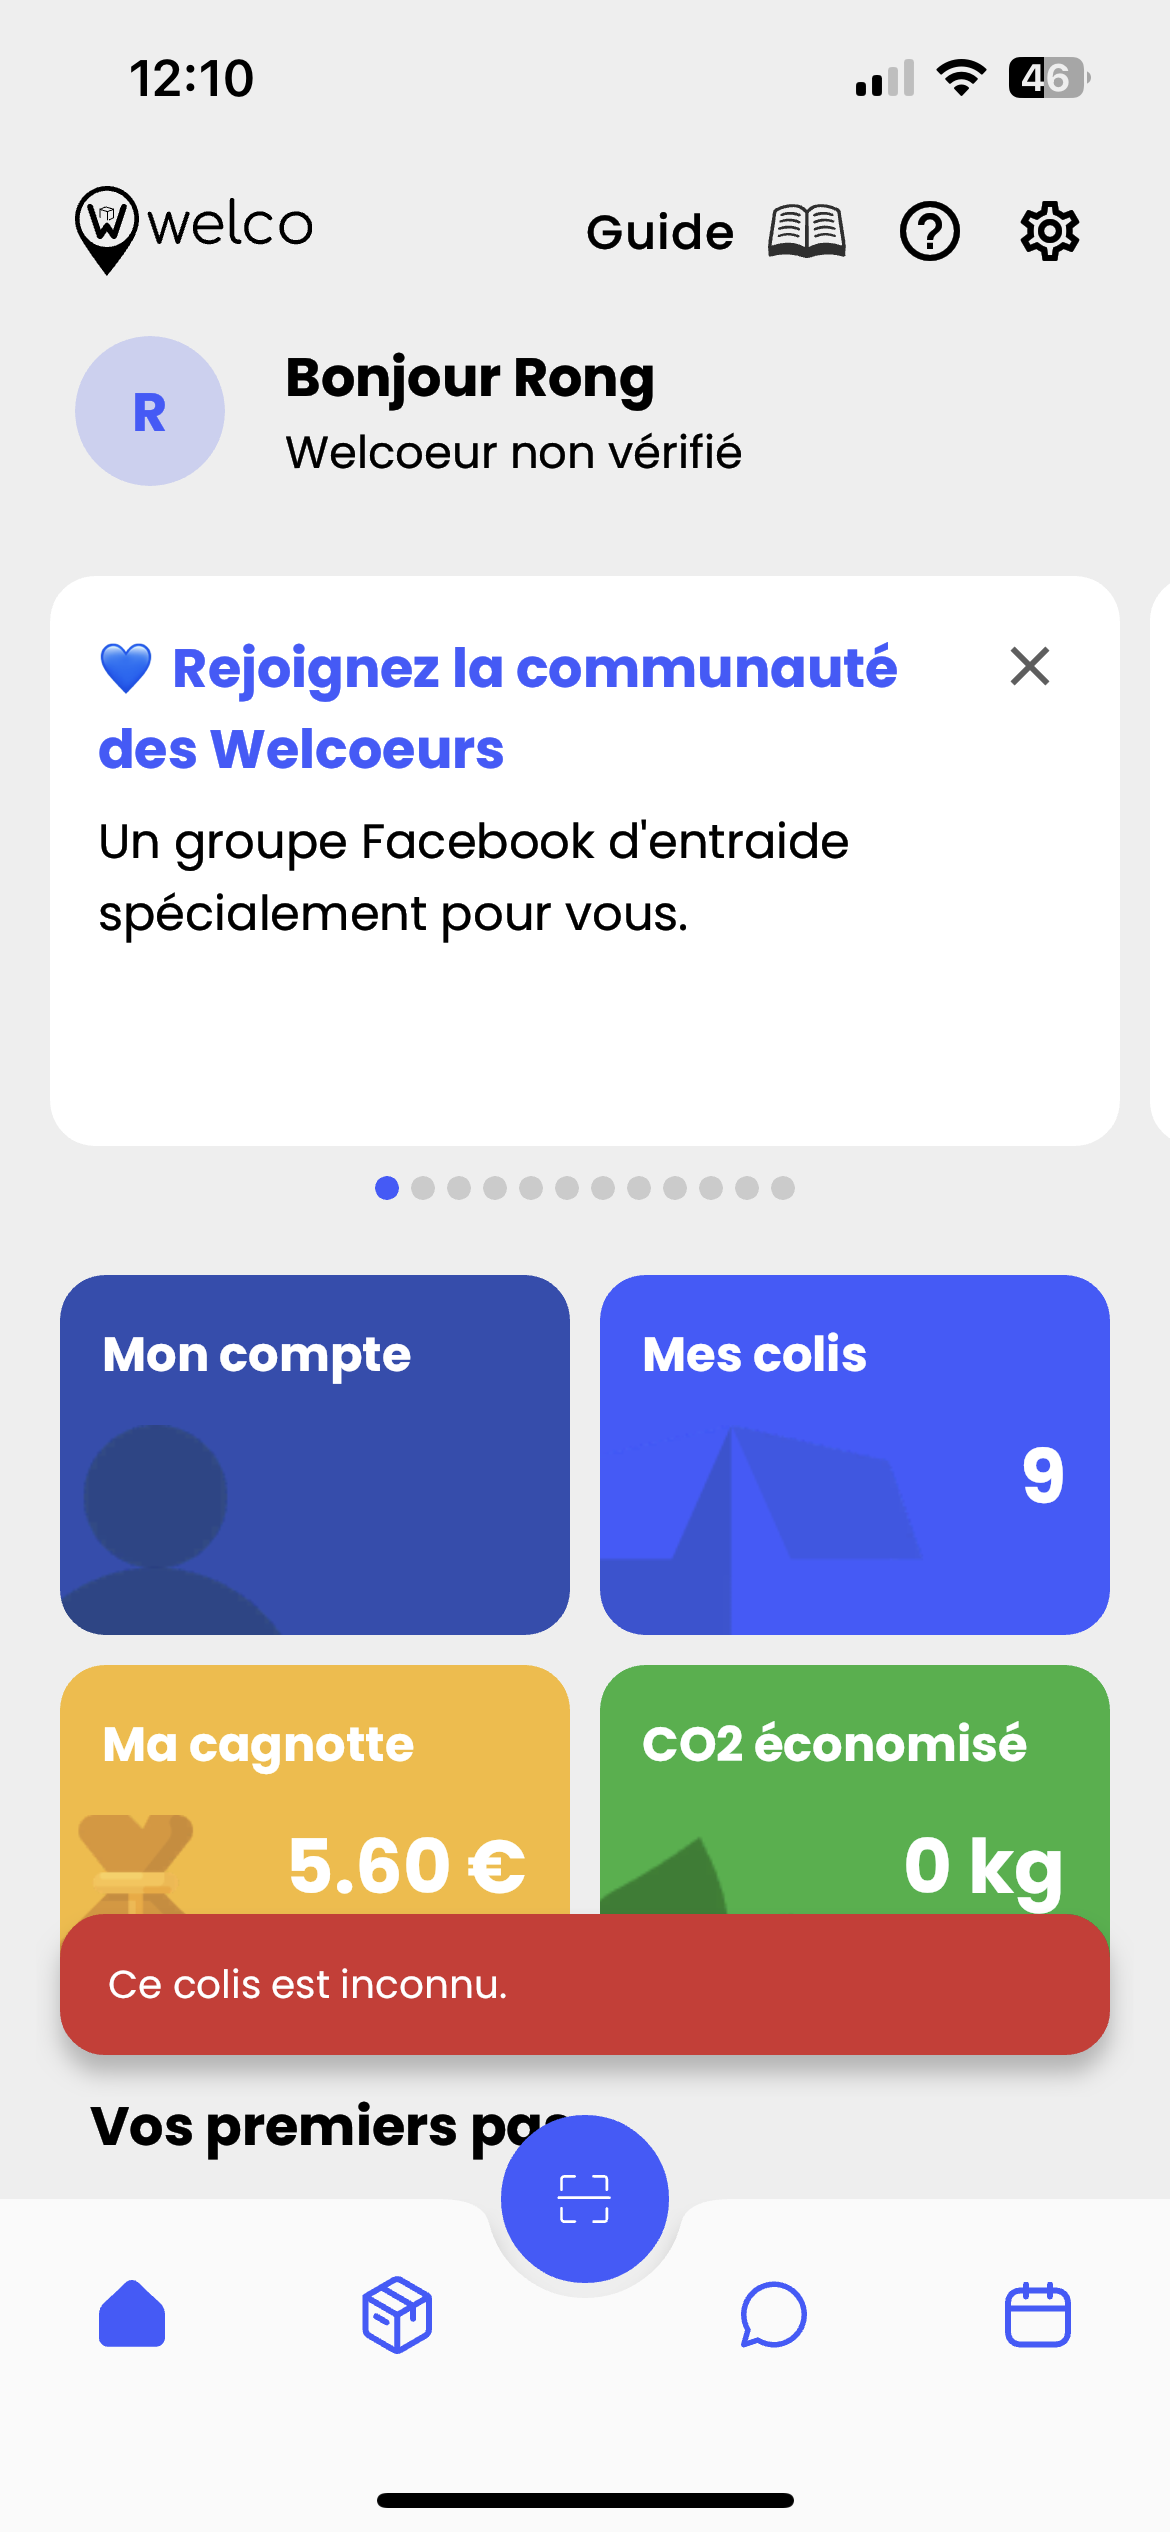 12:10
46
welco
Guide
R
Bonjour Rong
Welcoeur non vérifié
💙 Rejoignez la communauté
des Welcoeurs
Un groupe Facebook d'entraide
spécialement pour vous.
Mon compte
Mes colis
9
Ma cagnotte
CO2 économisé
5.60 €
0 kg
Ce colis est inconnu.
Vos premiers pas